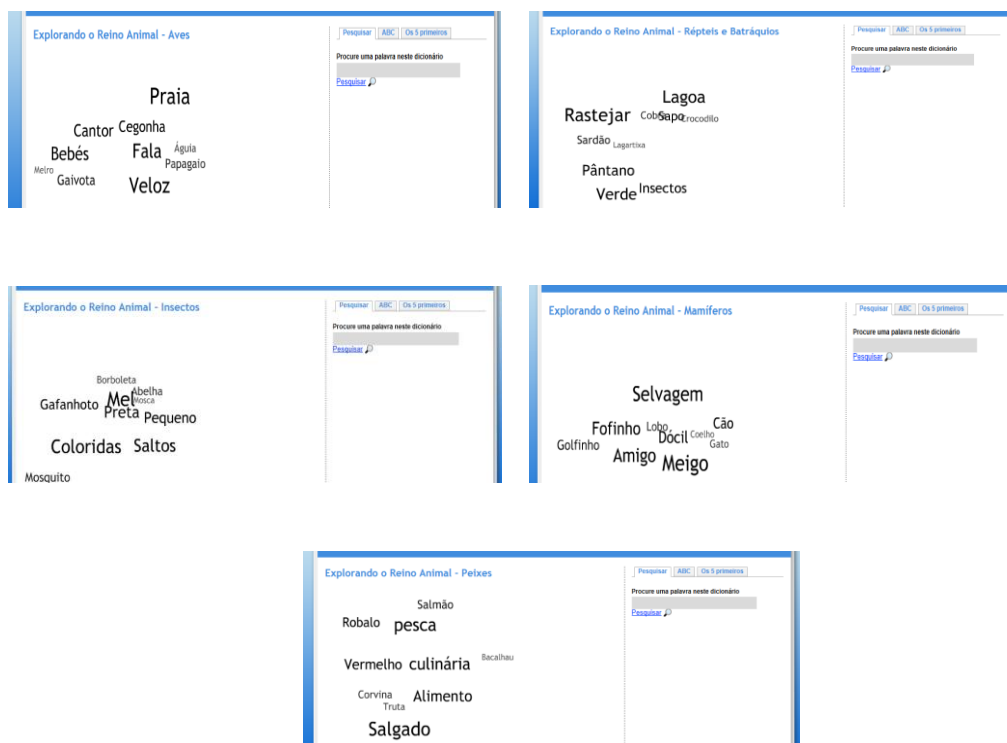 Explorando o Reino Animal - Aves
Pesquisar ABC Os 5 primeiros
Procure uma palavra neste dicionário
Pesquisar
Praia
Cantor Cegonha
Bebés Fala Águia
Papagaio
Melro
Gaivota Veloz
Explorando o Reino Animal - Répteis e Batráquios
Pesquisar ABC Os 5 primeiros
Procure uma palavra neste dicionário
Pesquisar
Lagoa
Rastejar Cobra Sapo Crocodilo
Sardão Lagartixa
Pântano
Verde Insectos
Explorando o Reino Animal - Insectos
Pesquisar ABC Os 5 primeiros
Procure uma palavra neste dicionário
Pesquisar
Borboleta
Abelha
Gafanhoto Mel Mosca
Preta Pequeno
Coloridas Saltos
Mosquito
Explorando o Reino Animal - Mamíferos
Pesquisar ABC Os 5 primeiros
Procure uma palavra neste dicionário
Pesquisar
Selvagem
Fofinho Lobo Dócil Coelho Cão
Golfinho Gato
Amigo Meigo
Explorando o Reino Animal - Peixes
Pesquisar ABC Os 5 primeiros
Procure uma palavra neste dicionário
Pesquisar
Salmão
Robalo pesca
Vermelho culinária Bacalhau
Corvina Alimento
Truta
Salgado